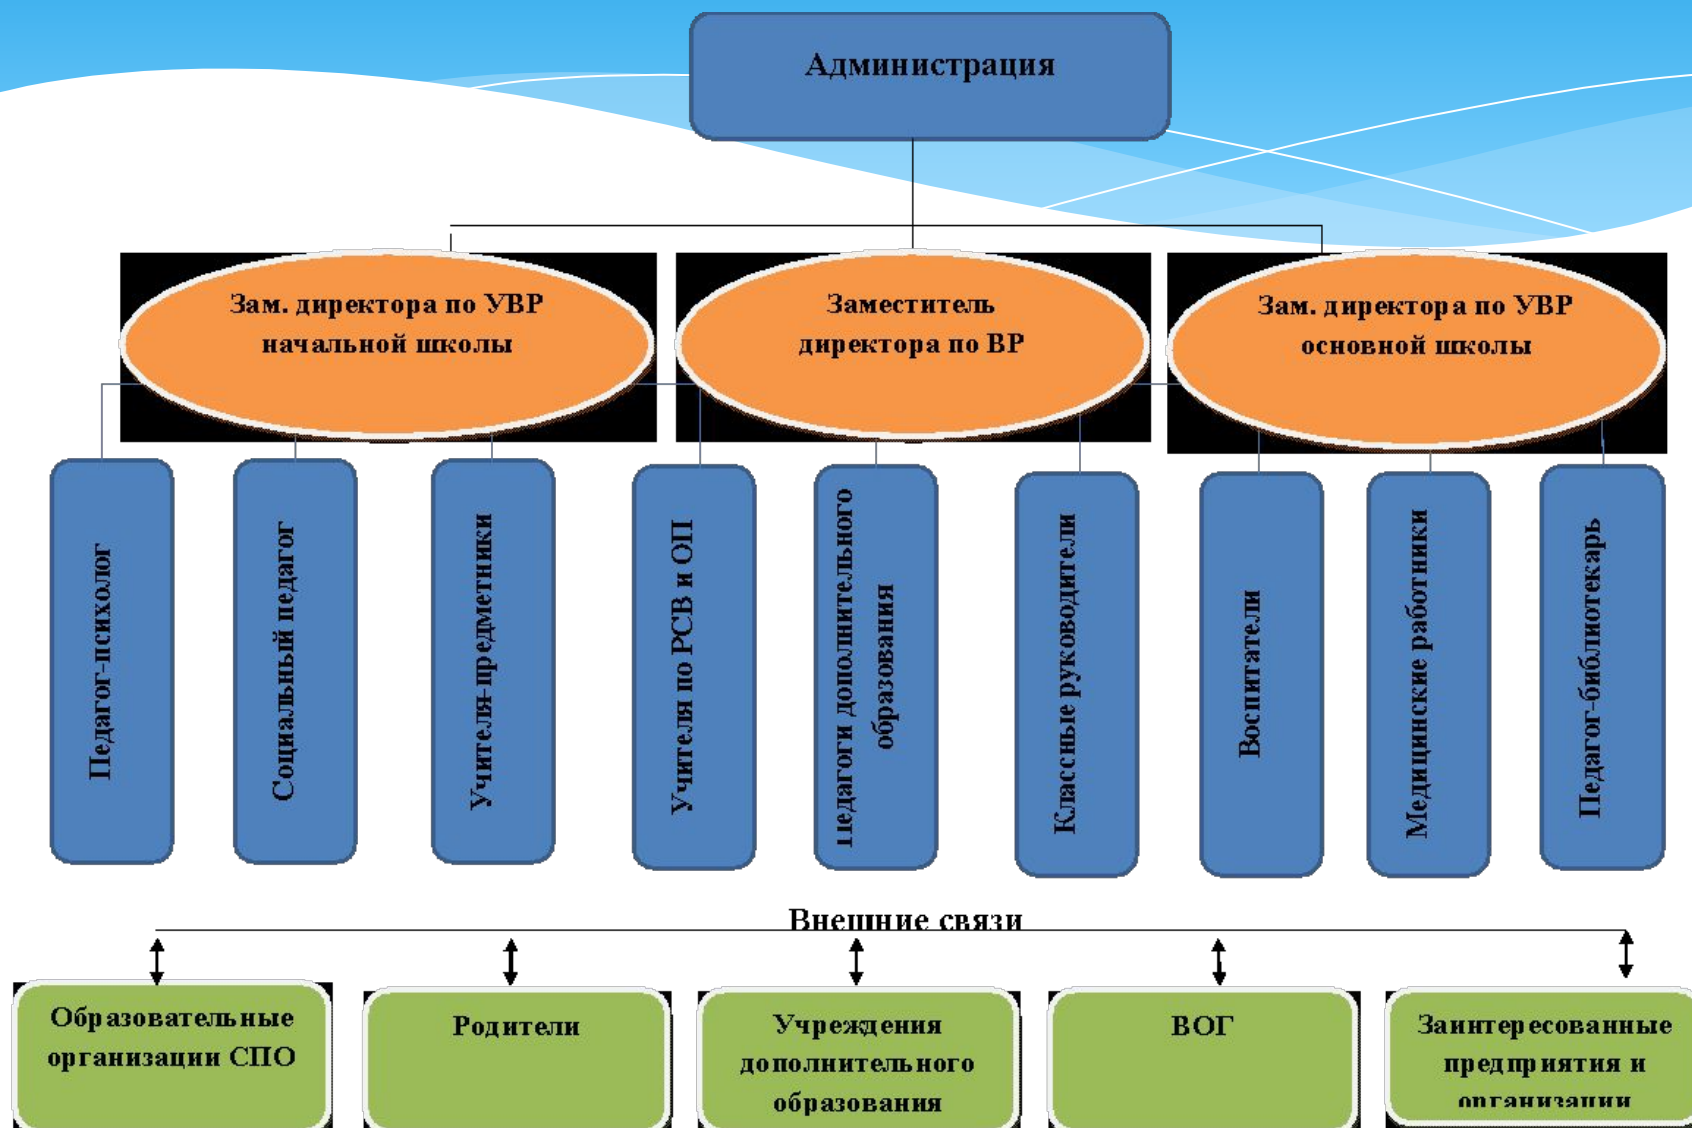 Администрация
Зам. директора по УВР
начальной школы
Заместитель
директора по ВР
Зам. директора по УВР
основной школы
Педагог-психолог
Социальный педагог
Учителя-предметники
Учителя по РСВ и ОП
Педагоги дополнительного
образования
Классные руководители
Воспитатели
Медицинские работники
Педагог-библиотекарь
Внешние связи
Образовательные
организации СПО
Родители
Учреждения
дополнительного
образования
ВОГ
Заинтересованные
предприятия и
организации